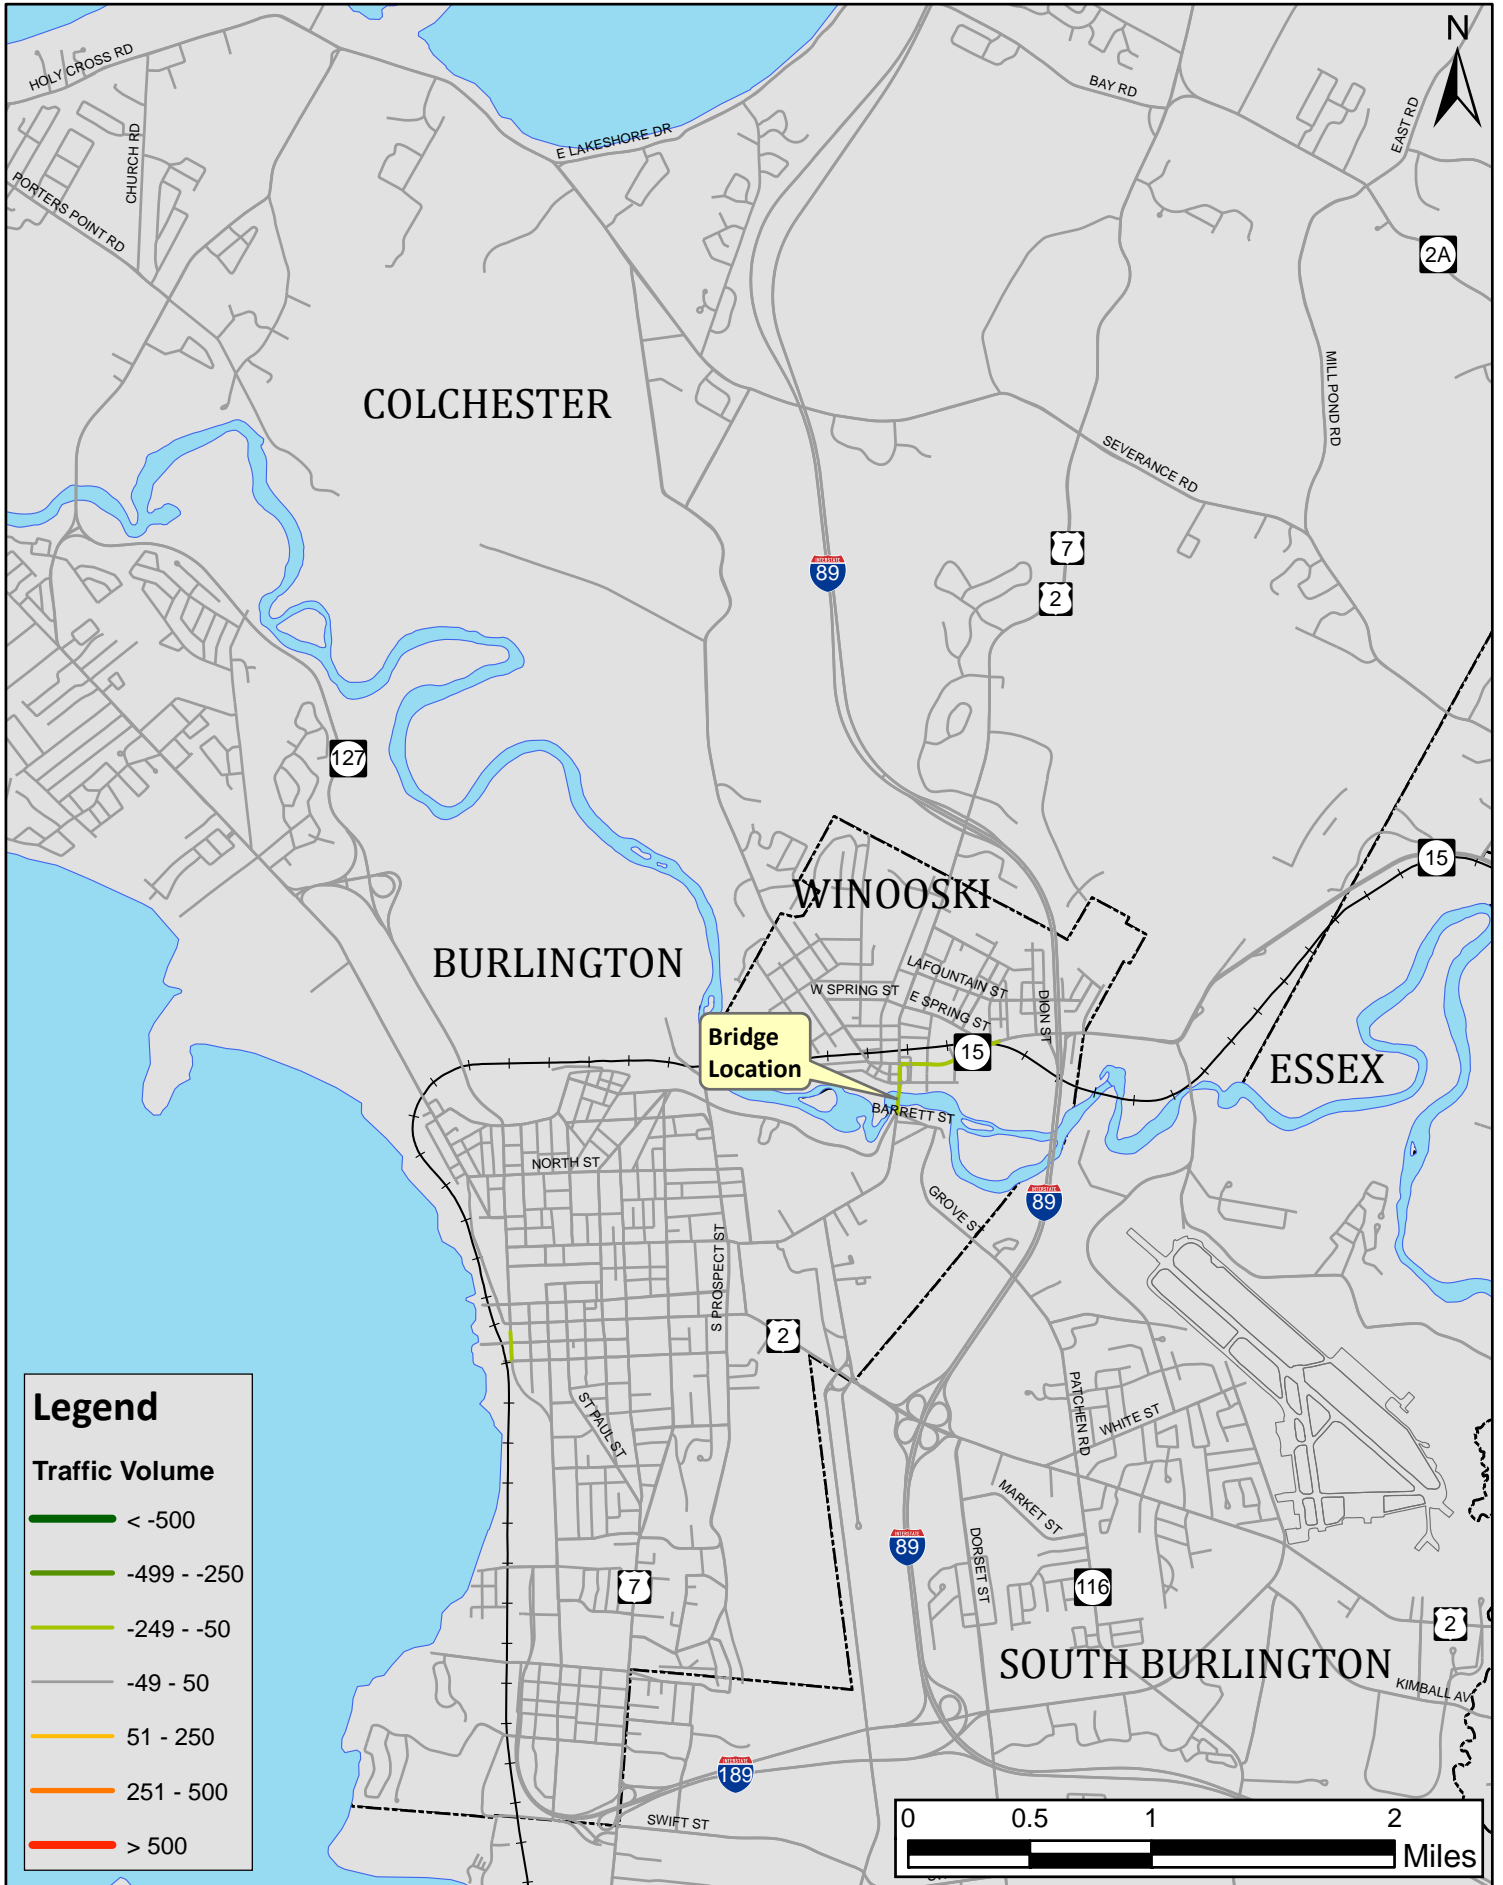 N
HOLY CROSS RD
BAY RD
EAST RD
CHURCH RD
E LAKESHORE DR
PORTERS POINT RD
2A
COLCHESTER
MILL POND RD
SEVERANCE RD
7
INTERSTATE
89
2
127
15
WINOOSKI
BURLINGTON
LAFOUNTAIN ST
W SPRING ST
E SPRING ST
DION ST
Bridge
Location
15
ESSEX
BARRETT ST
NORTH ST
GROVE ST
INTERSTATE
89
S PROSPECT ST
2
PATCHEN RD
WHITE ST
ST PAUL ST
MARKET ST
INTERSTATE
89
DORSET ST
7
116
2
SOUTH BURLINGTON
KIMBALL AV
INTERSTATE
189
SWIFT ST
Legend
Traffic Volume
< -500
-499 - -250
-249 - -50
-49 - 50
51 - 250
251 - 500
> 500
0 0.5 1 2
Miles